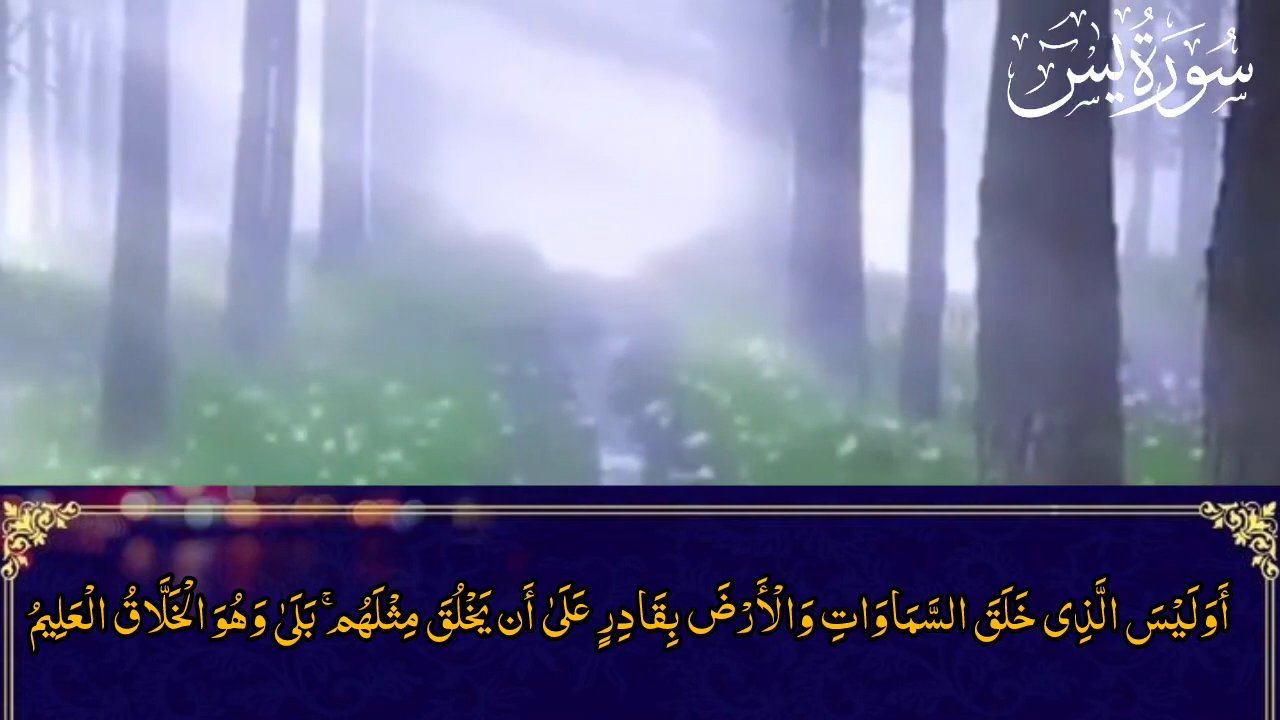 سُورَةُ يسٓ
أَوَلَيْسَ الَّذِى خَلَقَ السَّمَاوَاتِ وَالْأَرْضَ بِقَادِرٍ عَلَىٰ أَن يَخْلُقَ مِثْلَهُم ۚ بَلَىٰ وَهُوَ الْخَلَّاقُ الْعَلِيمُ